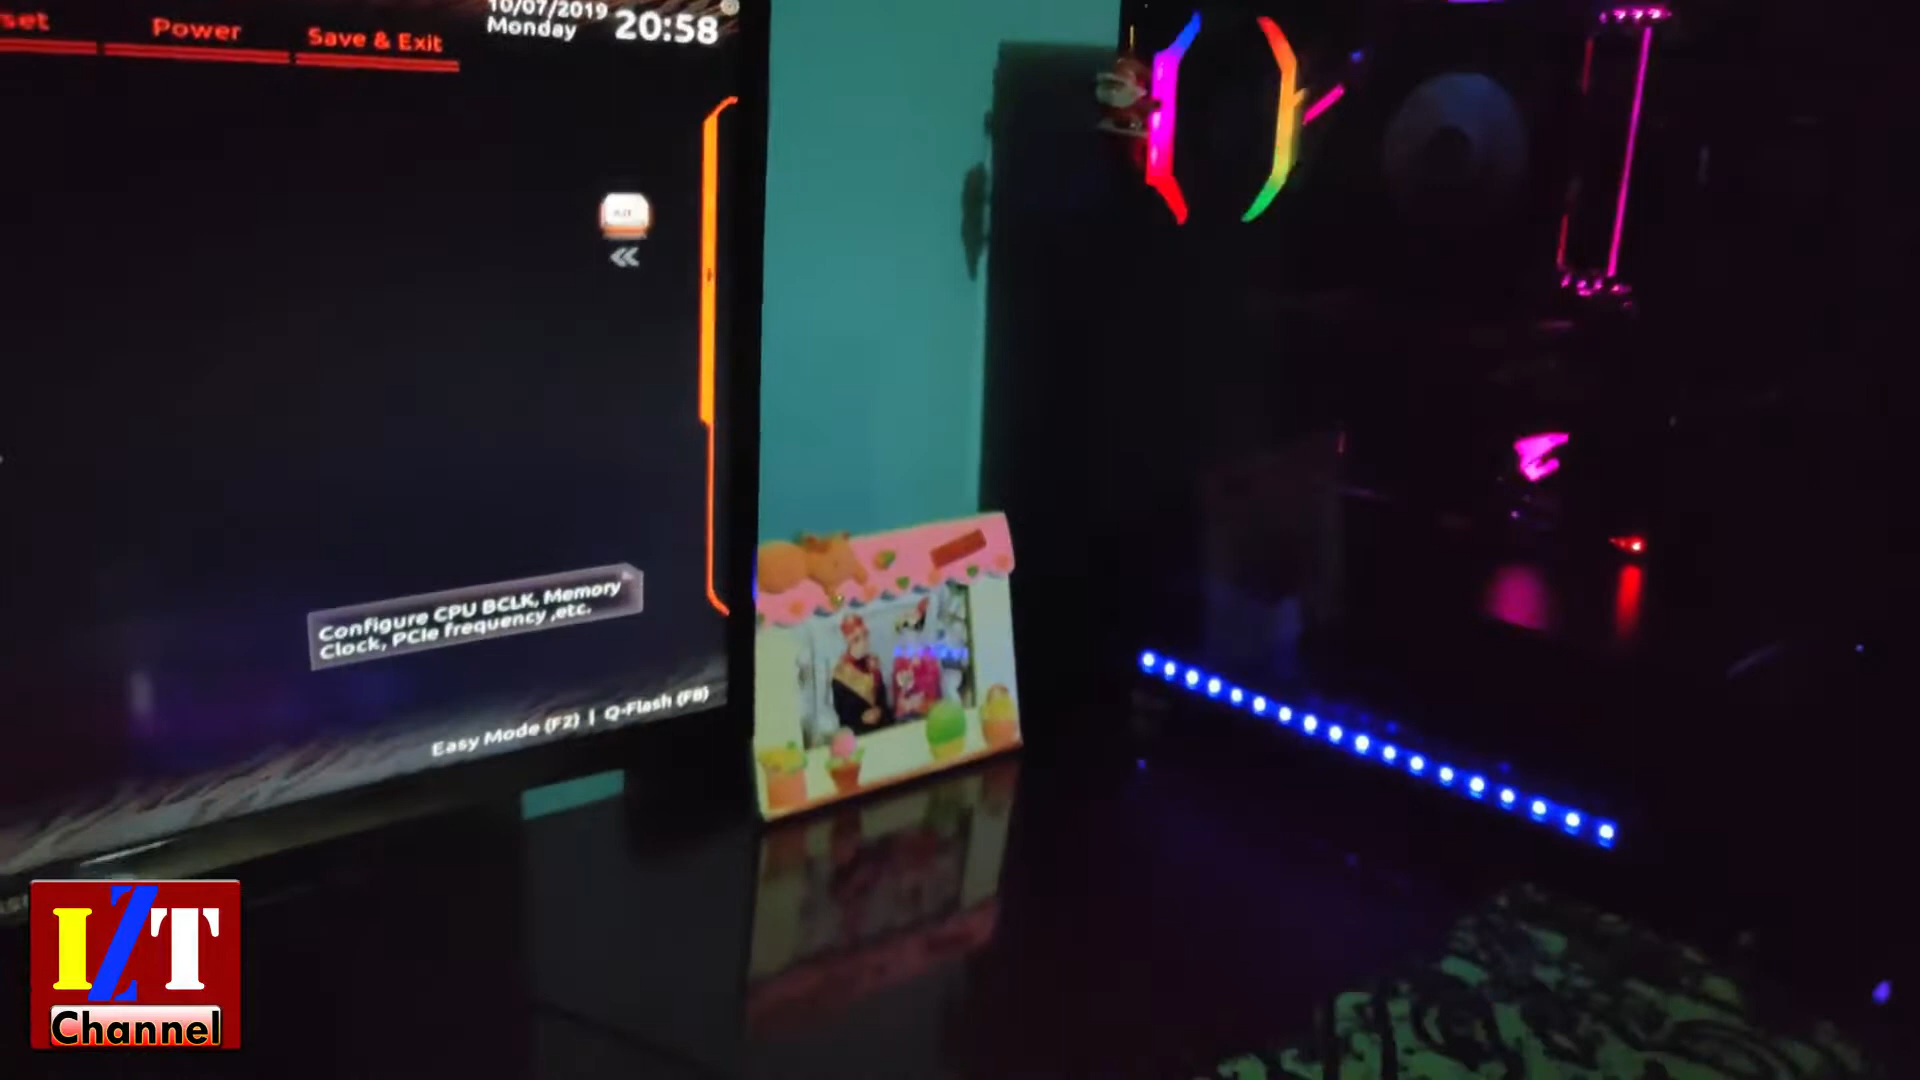 set Power Save & Exit
10/07/2019
Monday 20:58
Configure CPU BCLK, Memory
Clock, PCIe frequency ,etc.
Easy Mode (F2) | Q-Flash (F8)
IZT
Channel